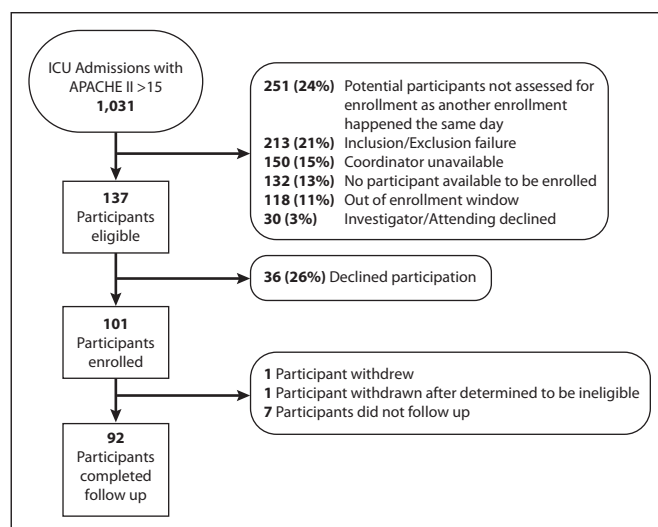 ICU Admissions with
APACHE II >15
1,031
251 (24%) Potential participants not assessed for
enrollment as another enrollment
happened the same day
213 (21%) Inclusion/Exclusion failure
150 (15%) Coordinator unavailable
132 (13%) No participant available to be enrolled
118 (11%) Out of enrollment window
30 (3%) Investigator/Attending declined
137
Participants
eligible
36 (26%) Declined participation
101
Participants
enrolled
1 Participant withdrew
1 Participant withdrawn after determined to be ineligible
7 Participants did not follow up
92
Participants
completed
follow up